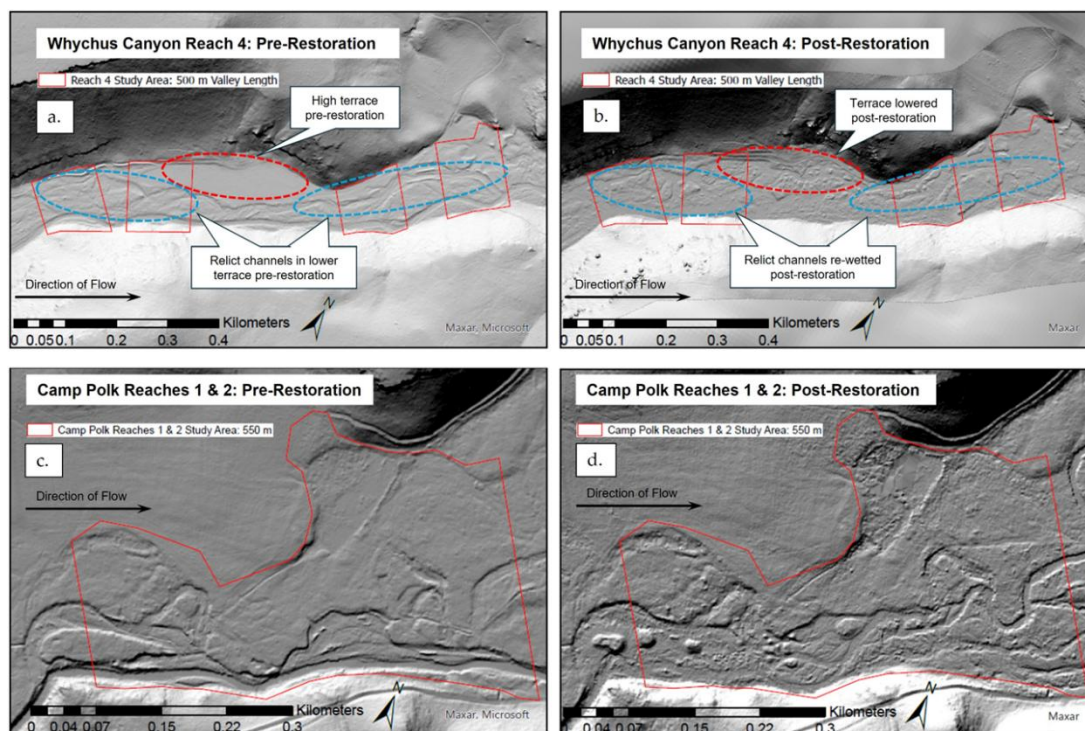 Whychus Canyon Reach 4: Pre-Restoration
Reach 4 Study Area: 500 m Valley Length
a.
High terrace
pre-restoration
Relict channels in lower
terrace pre-restoration
Direction of Flow
N
Kilometers
0 0.05 0.1 0.2 0.3 0.4
Maxar, Microsoft
Whychus Canyon Reach 4: Post-Restoration
Reach 4 Study Area: 500 m Valley Length
b.
Terrace lowered
post-restoration
Relict channels re-wetted
post-restoration
Direction of Flow
N
Kilometers
0 0.05 0.1 0.2 0.3 0.4
Maxar
Camp Polk Reaches 1 & 2: Pre-Restoration
Camp Polk Reaches 1 & 2 Study Area: 550 m
c.
Direction of Flow
N
Kilometers
0 0.04 0.07 0.15 0.22 0.3
Maxar, Microsoft
Camp Polk Reaches 1 & 2: Post-Restoration
Camp Polk Reaches 1 & 2 Study Area: 550 m
d.
Direction of Flow
N
Kilometers
0 0.04 0.07 0.15 0.22 0.3
Maxar